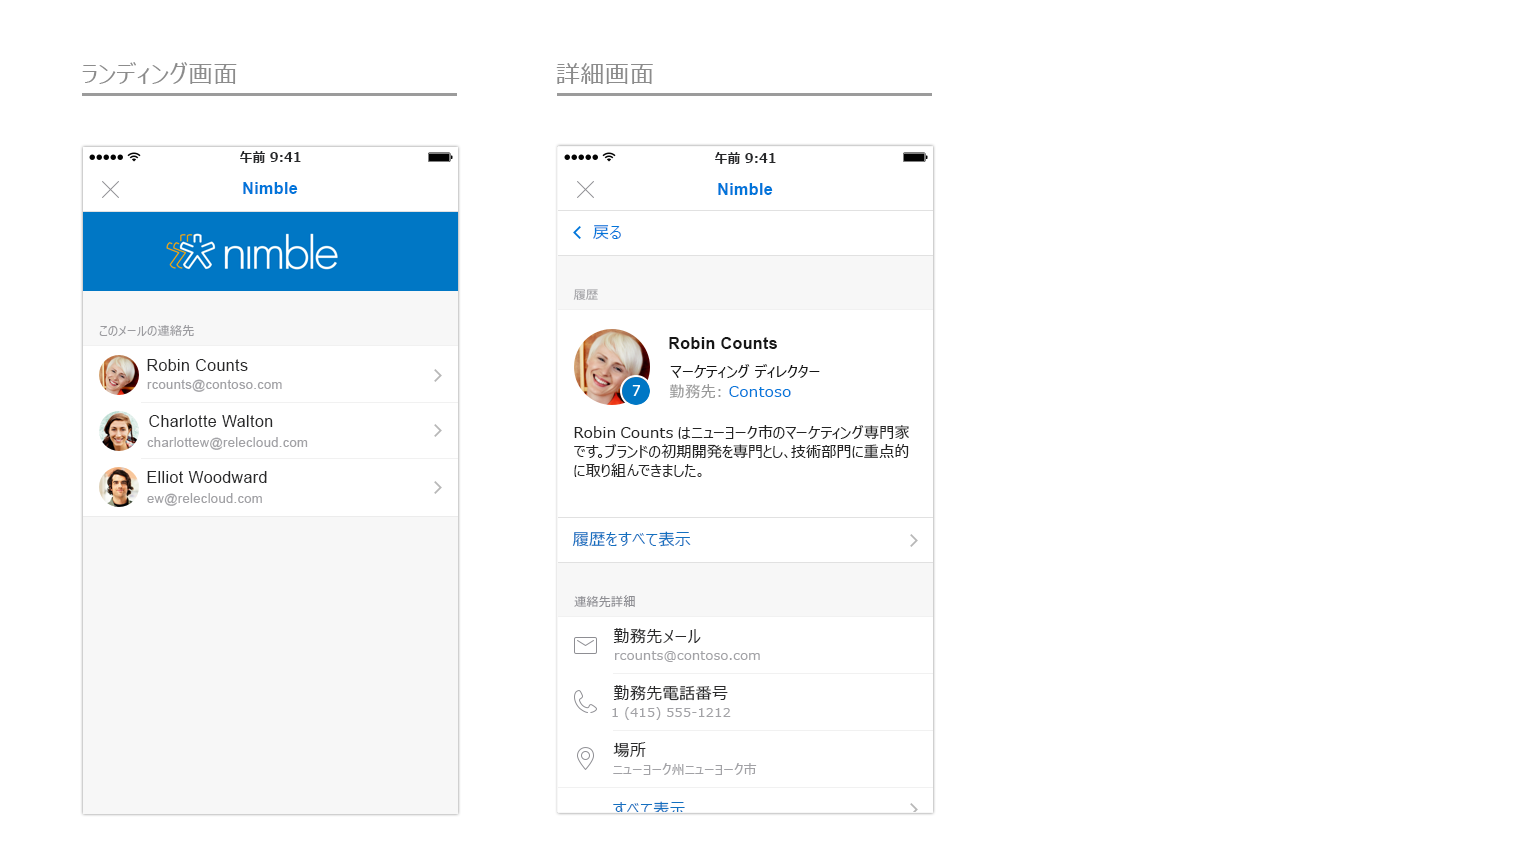 ランディング画面
午前 9:41
Nimble
nimble
このメールの連絡先
Robin Counts
rcounts@contoso.com
Charlotte Walton
charlottew@relecloud.com
Elliot Woodward
ew@relecloud.com
詳細画面
午前 9:41
Nimble
戻る
履歴
Robin Counts
マーケティング ディレクター
勤務先: Contoso
7
Robin Counts はニューヨーク市のマーケティング専門家
です。ブランドの初期開発を専門とし、技術部門に重点的
に取り組んできました。
履歴をすべて表示
連絡先詳細
勤務先メール
rcounts@contoso.com
勤務先電話番号
1 (415) 555-1212
場所
ニューヨーク州ニューヨーク市
すべて表示